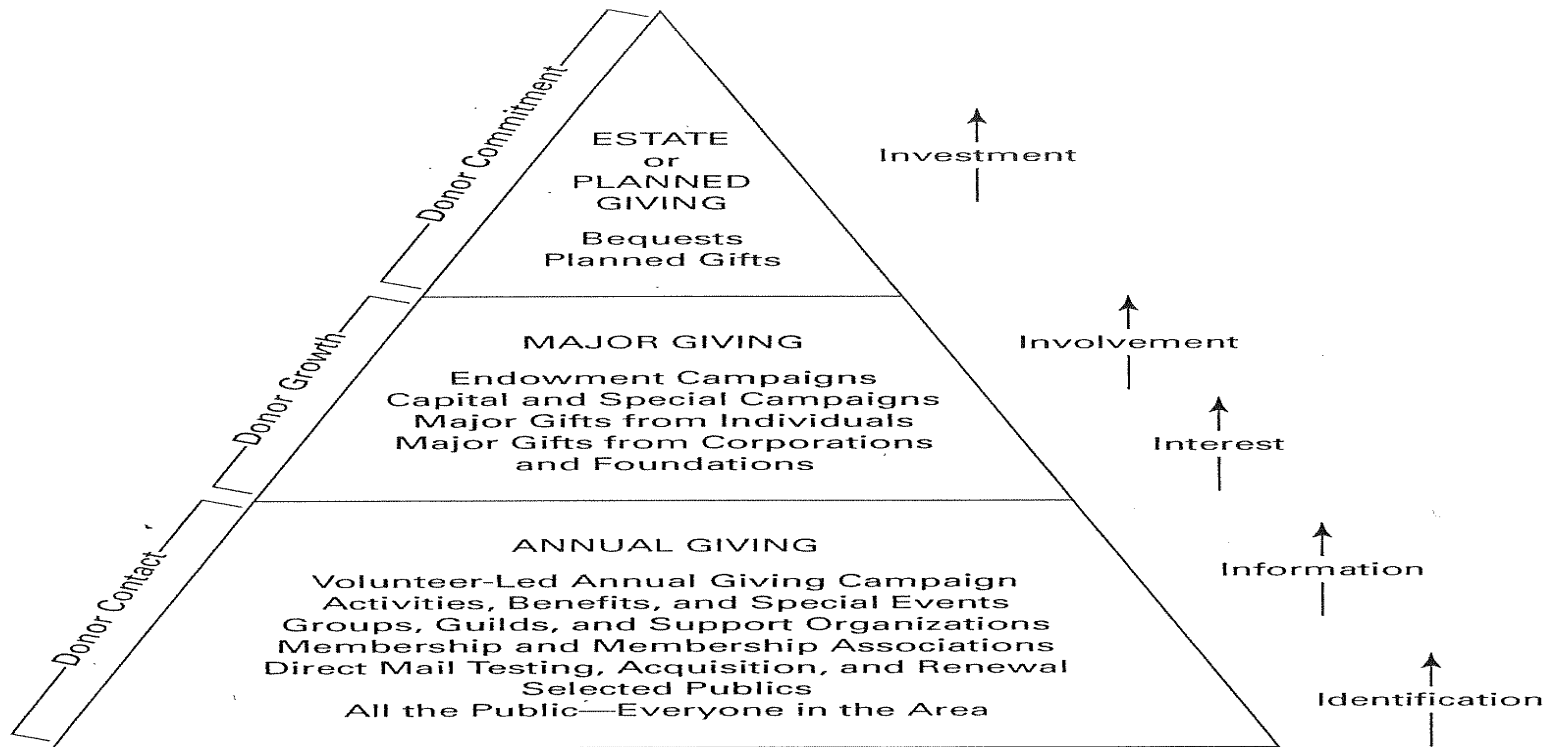 Donor Commitment
ESTATE
or
PLANNED
GIVING
Bequests
Planned Gifts
Investment
Donor Growth
MAJOR GIVING
Endowment Campaigns
Capital and Special Campaigns
Major Gifts from Individuals
Major Gifts from Corporations
and Foundations
Involvement
Interest
Donor Contact
ANNUAL GIVING
Volunteer-Led Annual Giving Campaign
Activities, Benefits, and Special Events
Groups, Guilds, and Support Organizations
Membership and Membership Associations
Direct Mail Testing, Acquisition, and Renewal
Selected Publics
All the Public—Everyone in the Area
Information
Identification